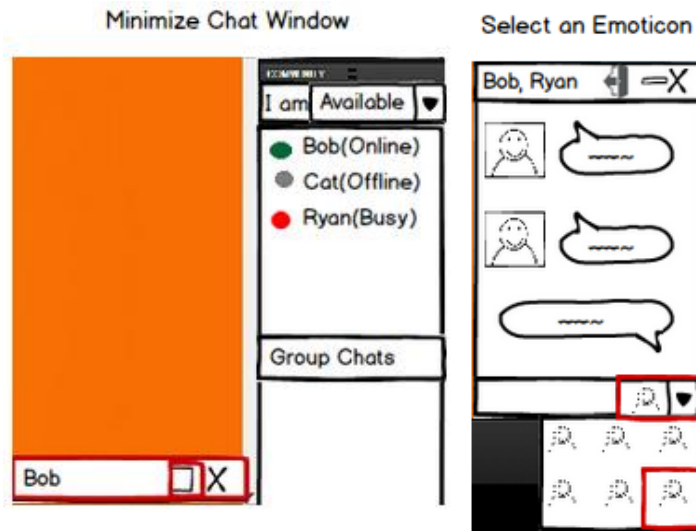 Minimize Chat Window
COMMUNITY
I am Available
Bob(Online)
Cat(Offline)
Ryan(Busy)
Group Chats
Bob X
Select an Emoticon
Bob, Ryan X